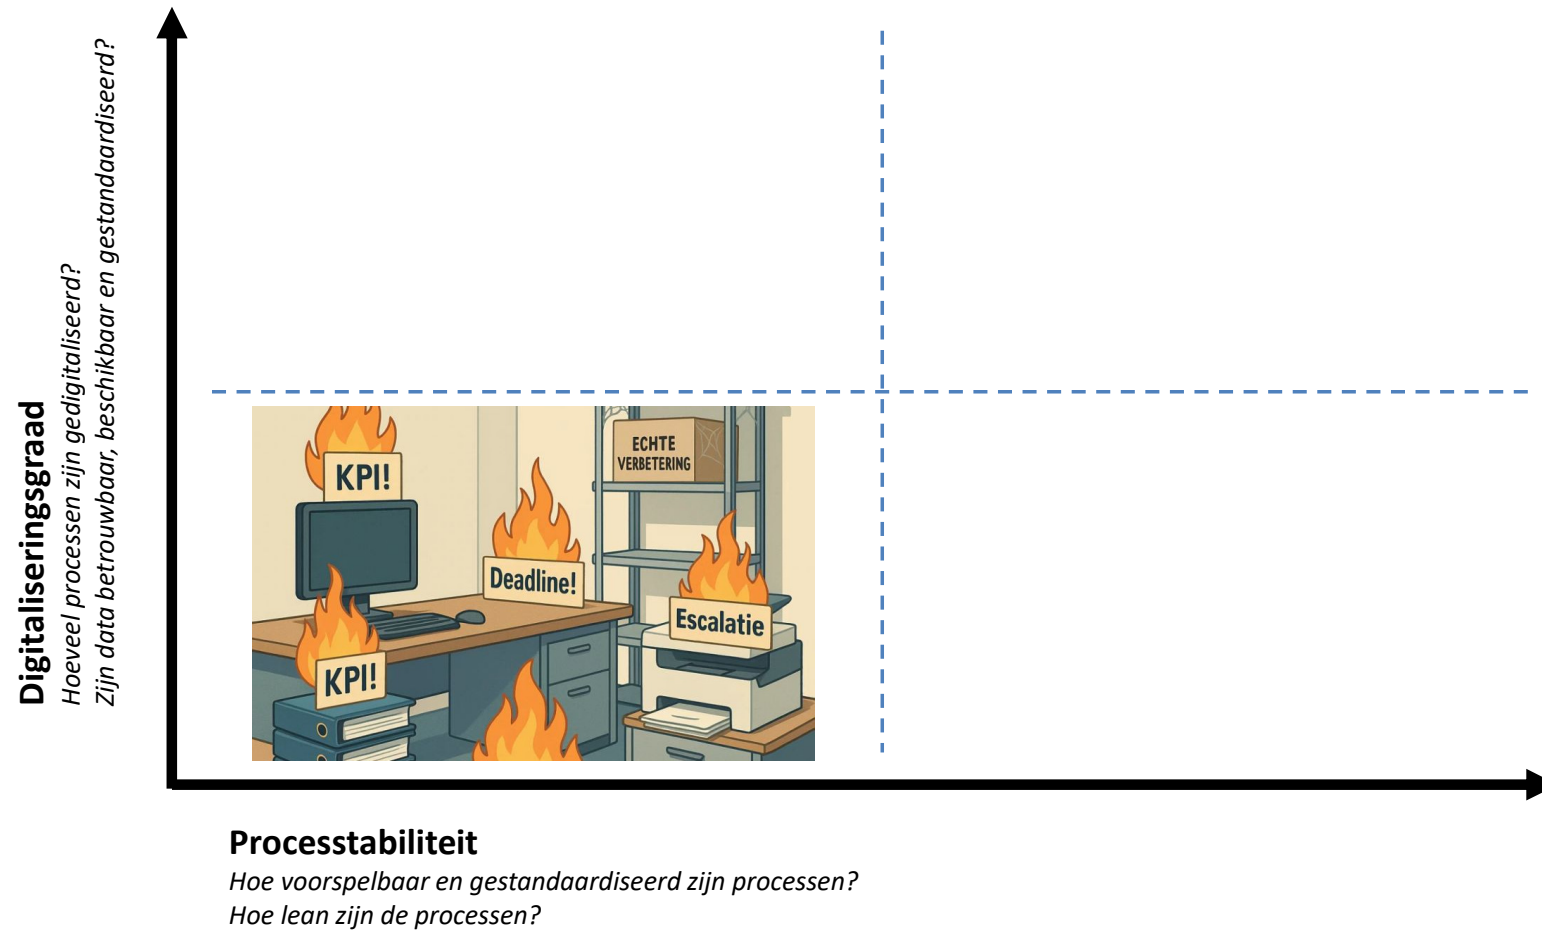 Digitaliseringsgraad
Hoeveel processen zijn gedigitaliseerd?
Zijn data betrouwbaar, beschikbaar en gestandaardiseerd?
KPI!
ECHTE
VERBETERING
Deadline!
Escalatie
KPI!
Processtabiliteit
Hoe voorspelbaar en gestandaardiseerd zijn processen?
Hoe lean zijn de processen?